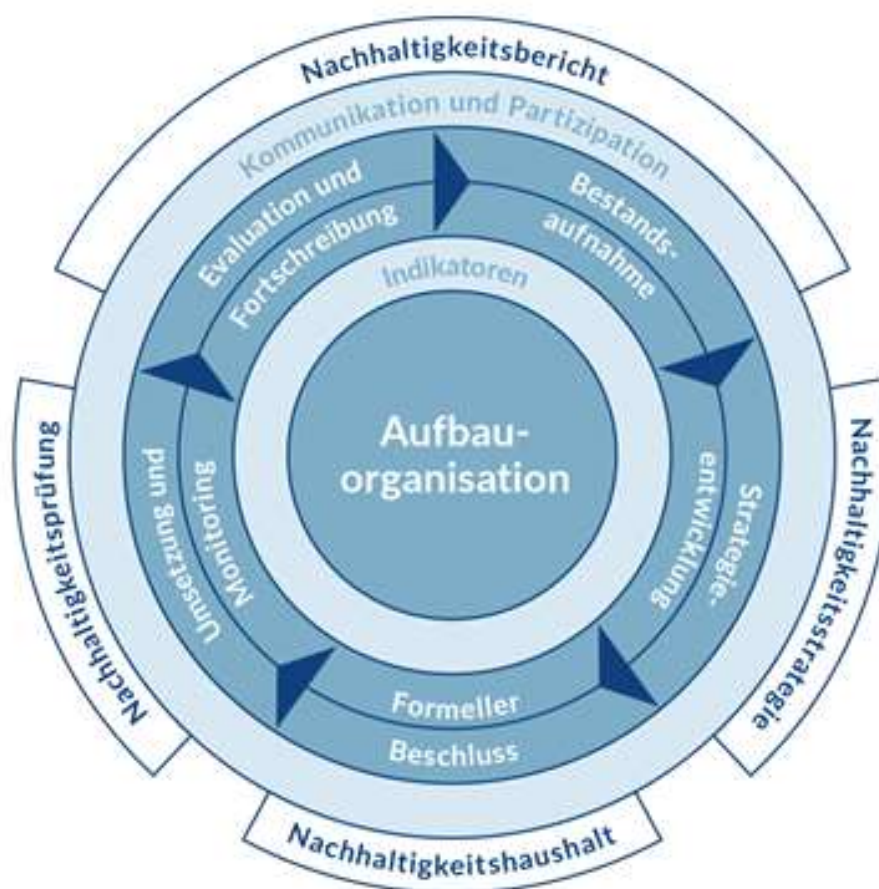 Nachhaltigkeitsbericht
Kommunikation und Partizipation
Evaluation und
Fortschreibung
Bestands-
aufnahme
Indikatoren
Aufbau-
organisation
Strategie-
entwicklung
Formeller
Beschluss
Umsetzung und
Monitoring
Nachhaltigkeitsprüfung
Nachhaltigkeitsstrategie
Nachhaltigkeitshaushalt